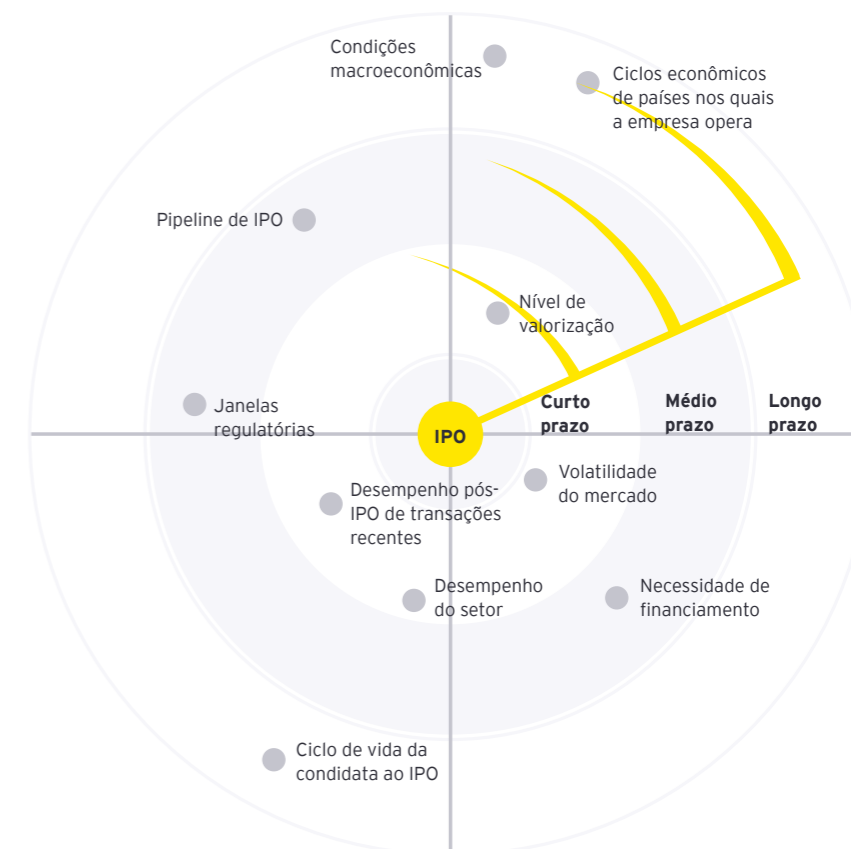 Condições
macroeconômicas
Ciclos econômicos
de países nos quais
a empresa opera
Pipeline de IPO
Nível de
valorização
Janelas
regulatórias
IPO
Curto
prazo
Médio
prazo
Longo
prazo
Desempenho pós-
IPO de transações
recentes
Volatilidade
do mercado
Desempenho
do setor
Necessidade de
financiamento
Ciclo de vida da
condidata ao IPO